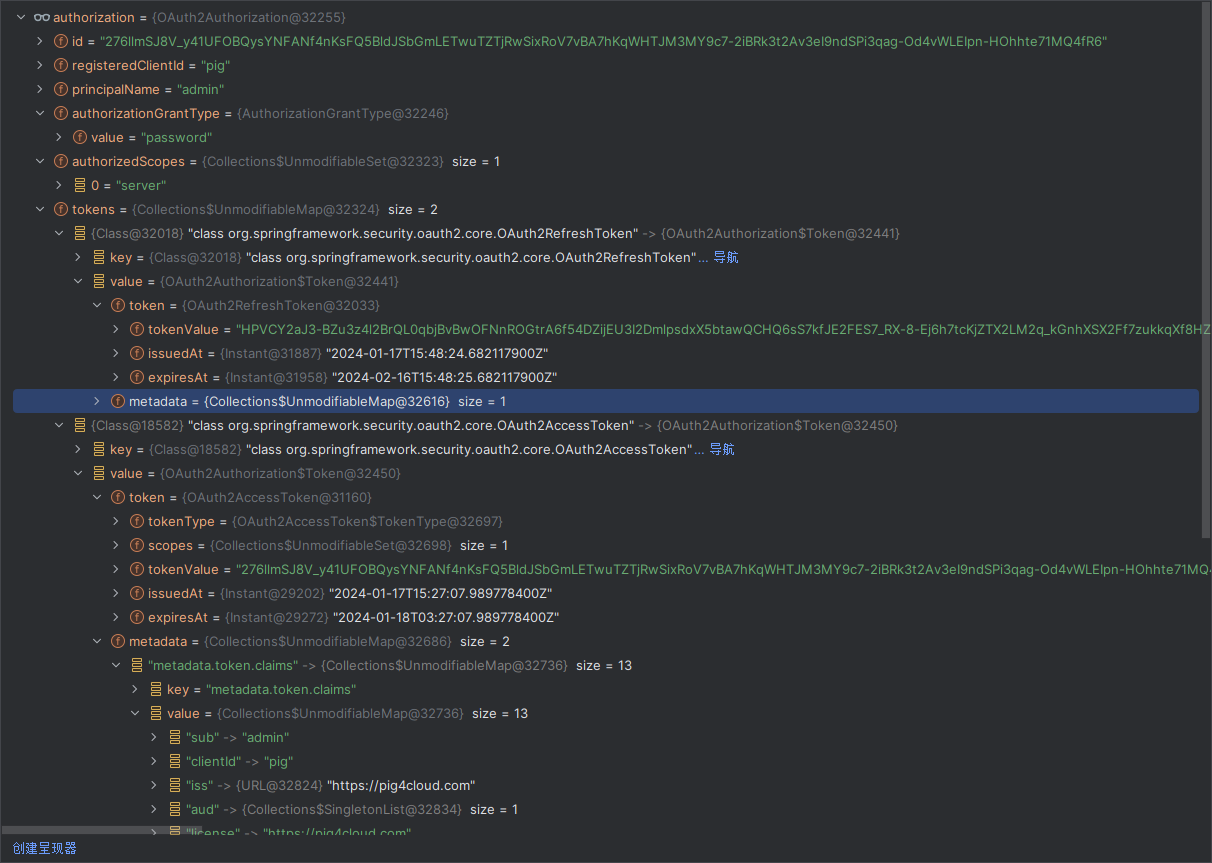 authorization = {OAuth2Authorization@32255}
id = "276llmSJ8V_y41UFOBQysYNFANf4nKsFQ5BldJSbGmLETwuTZTjRwSixRoV7vBA7hKqWHTJM3MY9c7-2iBRk3t2Av3eI9ndSPi3qag-Od4vWLEIpn-HOhhte71MQ4fR6"
registeredClientId = "pig"
principalName = "admin"
authorizationGrantType = {AuthorizationGrantType@32246}
value = "password"
authorizedScopes = {Collections$UnmodifiableSet@32323} size = 1
0 = "server"
tokens = {Collections$UnmodifiableMap@32324} size = 2
{Class@32018} "class org.springframework.security.oauth2.core.OAuth2RefreshToken" -> {OAuth2Authorization$Token@32441}
key = {Class@32018} "class org.springframework.security.oauth2.core.OAuth2RefreshToken"... 导航
value = {OAuth2Authorization$Token@32441}
token = {OAuth2RefreshToken@32033}
tokenValue = "HPVCY2aJ3-BZu3z4l2BrQL0qbjBvBwOFNnROGtrA6f54DZijEU3I2DmlpsdxX5btawQCHQ6sS7kfJE2FES7_RX-8-Ej6h7tcKjZTX2LM2q_kGnhXSX2Ff7zukkqXf8HZ
issuedAt = {Instant@31887} "2024-01-17T15:48:24.682117900Z"
expiresAt = {Instant@31958} "2024-02-16T15:48:25.682117900Z"
metadata = {Collections$UnmodifiableMap@32616} size = 1
{Class@18582} "class org.springframework.security.oauth2.core.OAuth2AccessToken" -> {OAuth2Authorization$Token@32450}
key = {Class@18582} "class org.springframework.security.oauth2.core.OAuth2AccessToken"... 导航
value = {OAuth2Authorization$Token@32450}
token = {OAuth2AccessToken@31160}
tokenType = {OAuth2AccessToken$TokenType@32697}
scopes = {Collections$UnmodifiableSet@32698} size = 1
tokenValue = "276llmSJ8V_y41UFOBQysYNFANf4nKsFQ5BldJSbGmLETwuTZTjRwSixRoV7vBA7hKqWHTJM3MY9c7-2iBRk3t2Av3eI9ndSPi3qag-Od4vWLEIpn-HOhhte71MQ4
issuedAt = {Instant@29202} "2024-01-17T15:27:07.989778400Z"
expiresAt = {Instant@29272} "2024-01-18T03:27:07.989778400Z"
metadata = {Collections$UnmodifiableMap@32686} size = 2
"metadata.token.claims" -> {Collections$UnmodifiableMap@32736} size = 13
key = "metadata.token.claims"
value = {Collections$UnmodifiableMap@32736} size = 13
"sub" -> "admin"
"clientId" -> "pig"
"iss" -> {URL@32824} "https://pig4cloud.com"
"aud" -> {Collections$SingletonList@32834} size = 1
"license" -> "https://pig4cloud.com"
创建呈现器